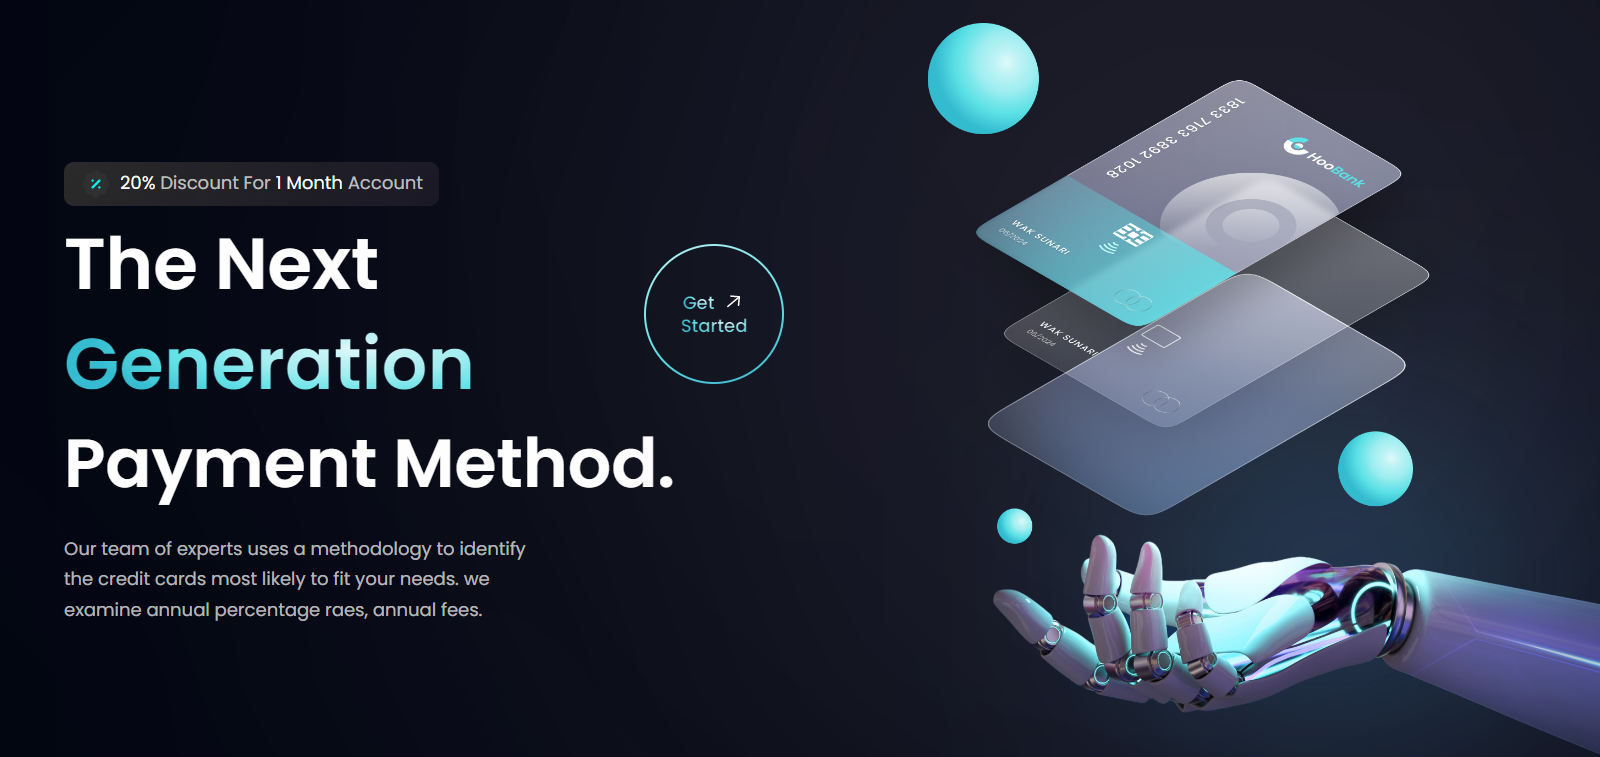 20% Discount For 1 Month Account
The Next
Generation
Payment Method.
Our team of experts uses a methodology to identify
the credit cards most likely to fit your needs. we
examine annual percentage raes, annual fees.
Get
Started
1833 7163 3892 1028
HooBank
WAK SUNARI
09/2024
WAK SUNARI
09/2024